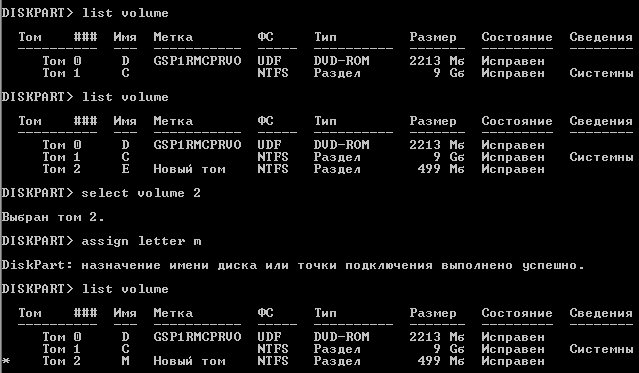 DISKPART> list volume
Том ### Имя Метка ФС Тип Размер Состояние Сведения
Том 0 D GSP1RMCPRVO UDF DVD-ROM 2213 Мб Исправен
Том 1 C NTFS Раздел 9 Gб Исправен Системны
DISKPART> list volume
Том ### Имя Метка ФС Тип Размер Состояние Сведения
Том 0 D GSP1RMCPRVO UDF DVD-ROM 2213 Мб Исправен
Том 1 C NTFS Раздел 9 Gб Исправен Системны
Том 2 E Новый том NTFS Раздел 499 Мб Исправен
DISKPART> select volume 2
Выбран том 2.
DISKPART> assign letter m
DiskPart: назначение имени диска или точки подключения выполнено успешно.
DISKPART> list volume
Том ### Имя Метка ФС Тип Размер Состояние Сведения
Том 0 D GSP1RMCPRVO UDF DVD-ROM 2213 Мб Исправен
Том 1 C NTFS Раздел 9 Gб Исправен Системны
* Том 2 M Новый том NTFS Раздел 499 Мб Исправен